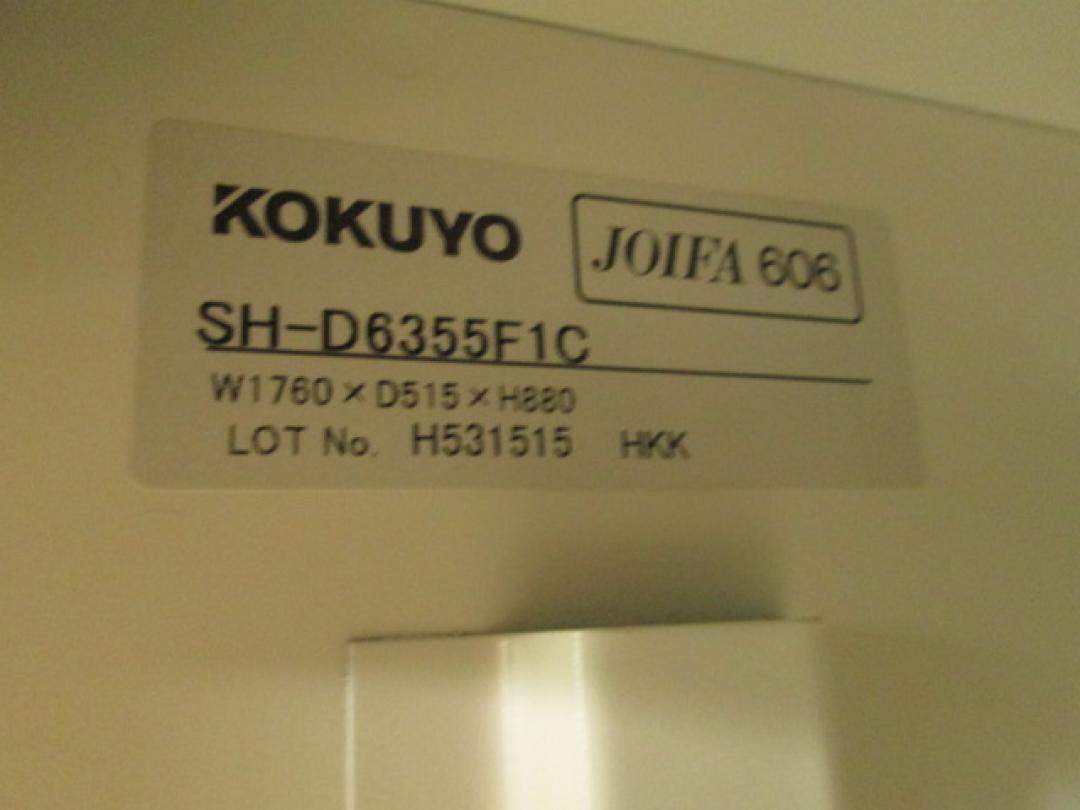 KOKUYO JOIFA 606
SH-D6355F1C
W1760×D515×H880
LOT No. H531515 HKK